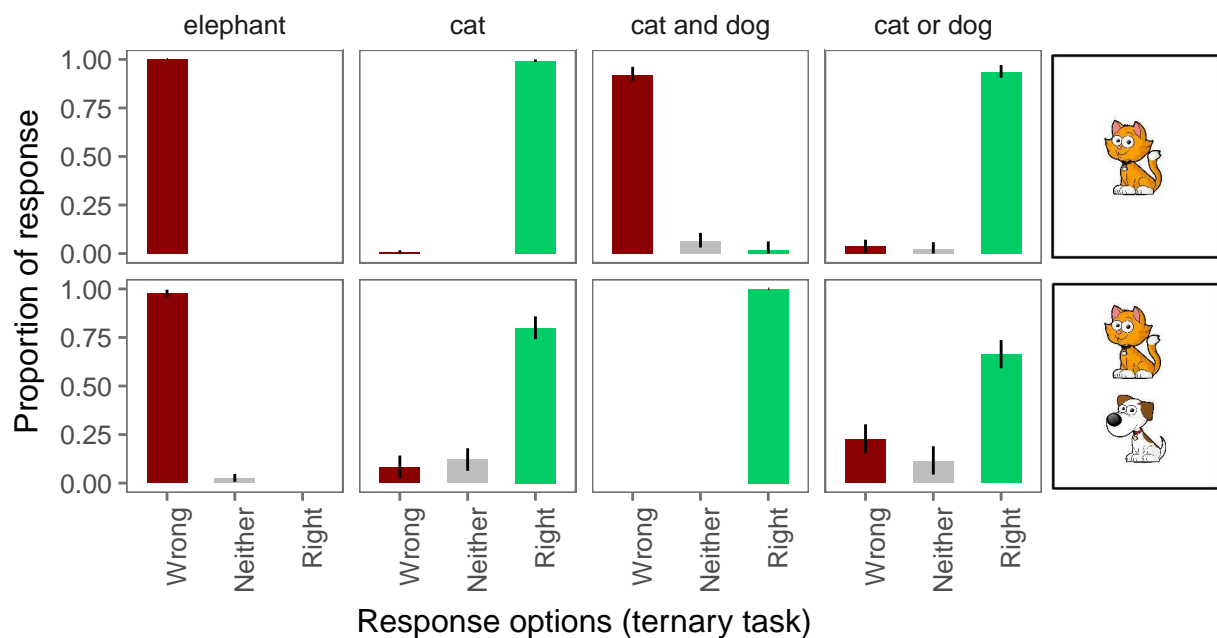 elephant cat cat and dog cat or dog
Proportion of response
1.00
0.75
0.50
0.25
0.00
1.00
0.75
0.50
0.25
0.00
Wrong Neither Right Wrong Neither Right Wrong Neither Right Wrong Neither Right
Response options (ternary task)